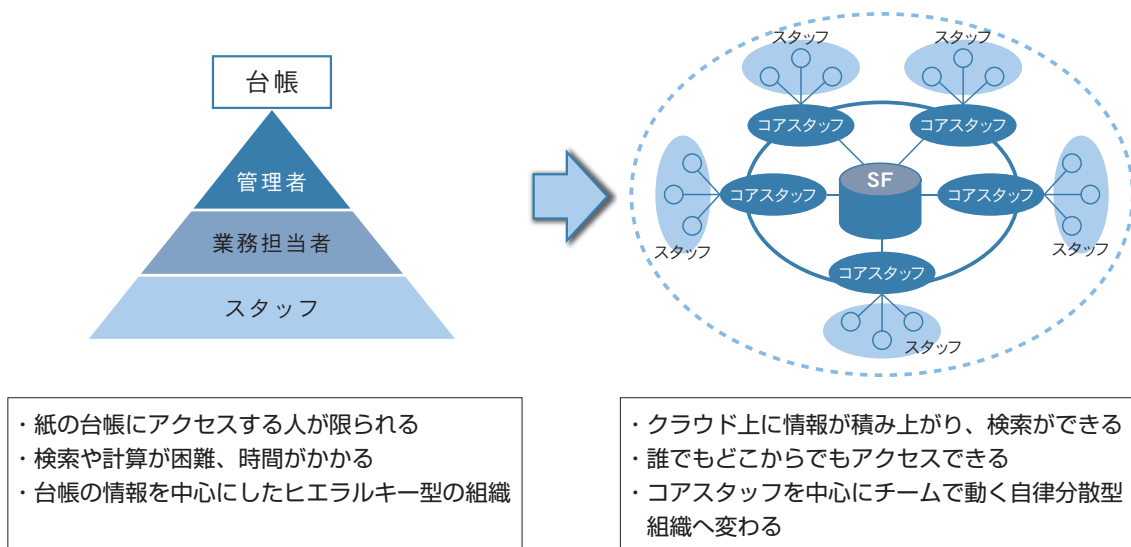 台帳
管理者
業務担当者
スタッフ
スタッフ
スタッフ
コアスタッフ
コアスタッフ
SF
コアスタッフ
コアスタッフ
スタッフ
スタッフ
コアスタッフ
スタッフ
・紙の台帳にアクセスする人が限られる
・検索や計算が困難、時間がかかる
・台帳の情報を中心にしたヒエラルキー型の組織
・クラウド上に情報が積み上がり、検索ができる
・誰でもどこからでもアクセスできる
・コアスタッフを中心にチームで動く自律分散型
組織へ変わる